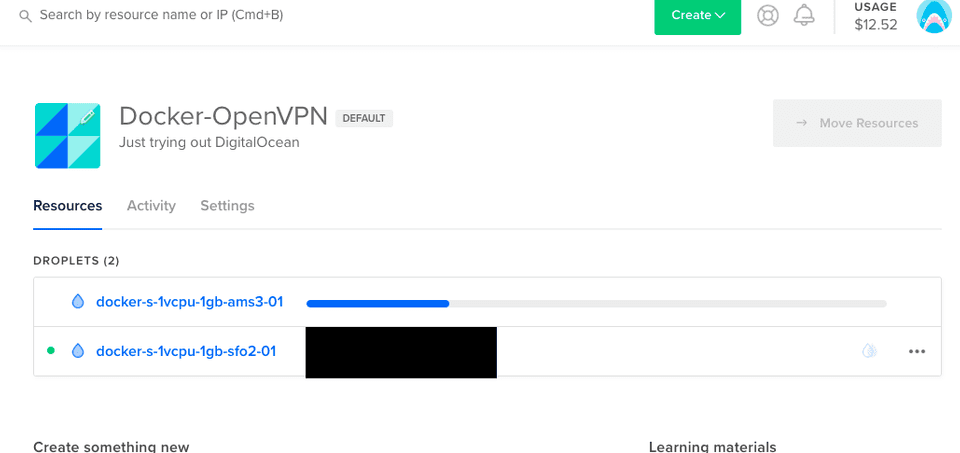 Search by resource name or IP (Cmd+B)
Create
USAGE
$12.52
Docker-OpenVPN DEFAULT
Just trying out DigitalOcean
→ Move Resources
Resources Activity Settings
DROPLETS (2)
docker-s-1vcpu-1gb-ams3-01
docker-s-1vcpu-1gb-sfo2-01
Create something new
Learning materials